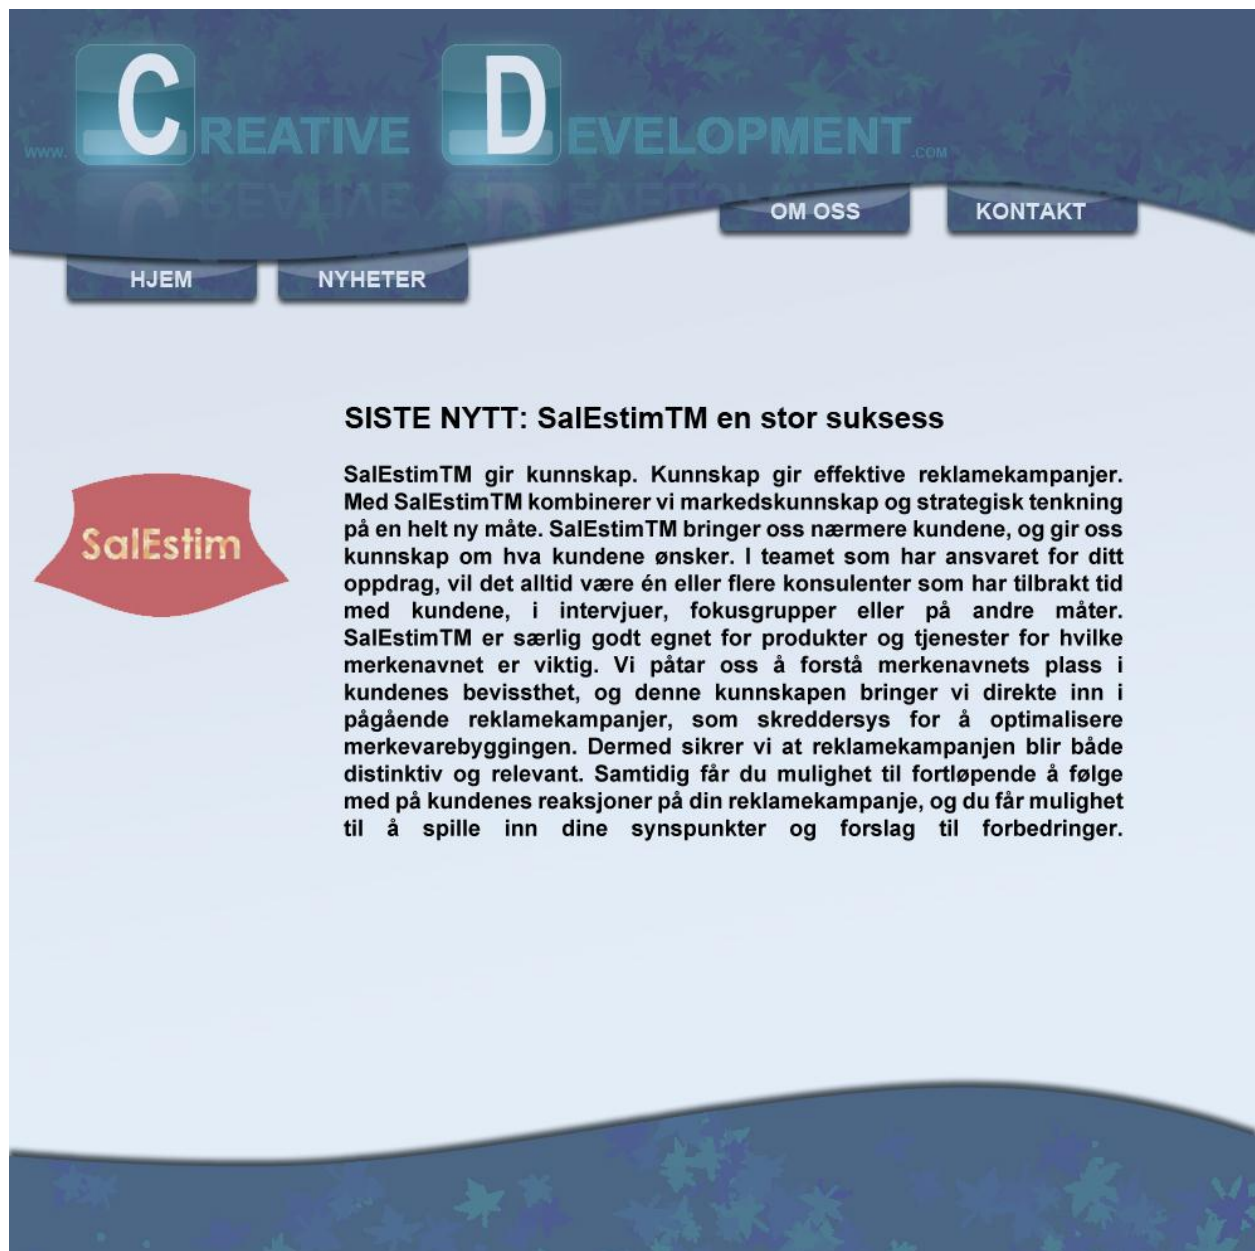 www. CREATIVE DEVELOPMENT .COM
OM OSS KONTAKT
HJEM NYHETER
SISTE NYTT: SalEstimTM en stor suksess
SalEstim
SalEstimTM gir kunnskap. Kunnskap gir effektive reklamekampanjer.
Med SalEstimTM kombinerer vi markedskunnskap og strategisk tenkning
på en helt ny måte. SalEstimTM bringer oss nærmere kundene, og gir oss
kunnskap om hva kundene ønsker. I teamet som har ansvaret for ditt
oppdrag, vil det alltid være én eller flere konsulenter som har tilbrakt tid
med kundene, i intervjuer, fokusgrupper eller på andre måter.
SalEstimTM er særlig godt egnet for produkter og tjenester for hvilke
merkenavnet er viktig. Vi påtar oss å forstå merkenavnets plass i
kundenes bevissthet, og denne kunnskapen bringer vi direkte inn i
pågående reklamekampanjer, som skreddersys for å optimalisere
merkevarebyggingen. Dermed sikrer vi at reklamekampanjen blir både
distinktiv og relevant. Samtidig får du mulighet til fortløpende å følge
med på kundenes reaksjoner på din reklamekampanje, og du får mulighet
til å spille inn dine synspunkter og forslag til forbedringer.